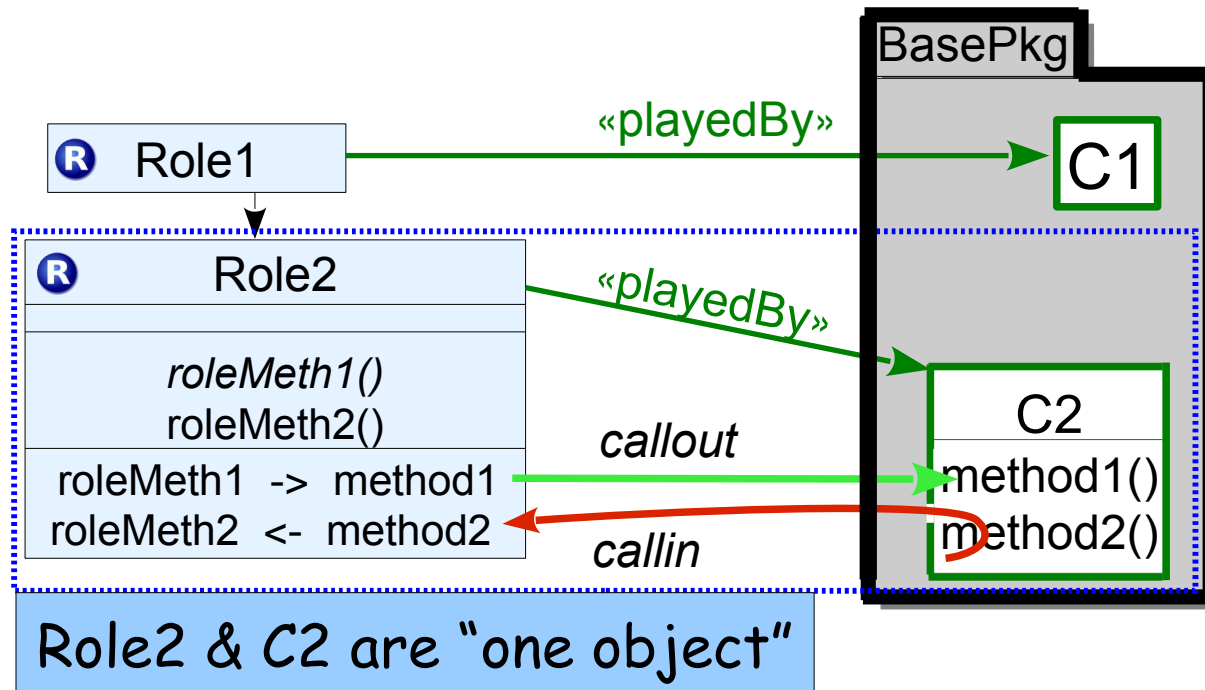 BasePkg
«playedBy»
R Role1
C1
R Role2
«playedBy»
roleMeth1()
roleMeth2()
C2
callout
roleMeth1 -> method1
method1()
roleMeth2 <- method2
method2()
callin
Role2 & C2 are “one object”